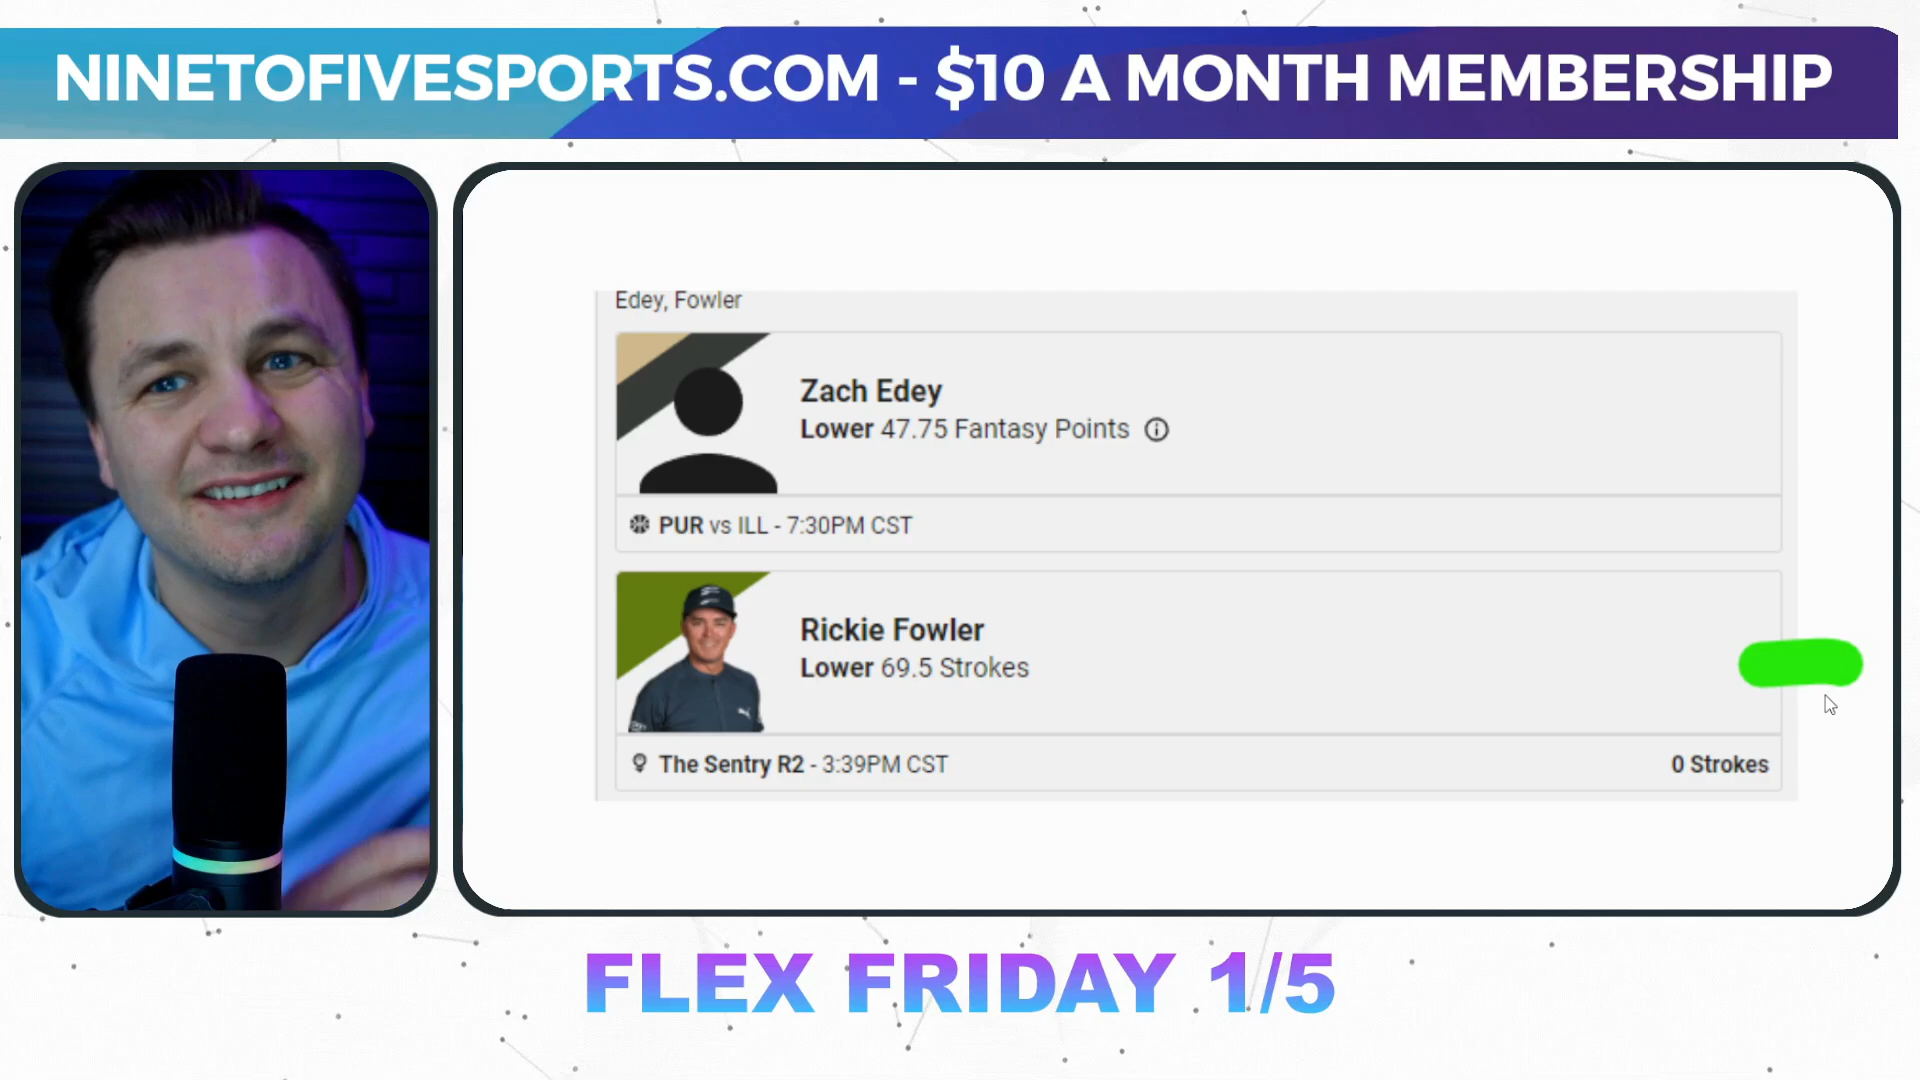 NINETOFIVESPORTS.COM - $10 A MONTH MEMBERSHIP
Edey, Fowler
Zach Edey
Lower 47.75 Fantasy Points
PUR vs ILL - 7:30PM CST
Rickie Fowler
Lower 69.5 Strokes
The Sentry R2 - 3:39PM CST
0 Strokes
FLEX FRIDAY 1/5